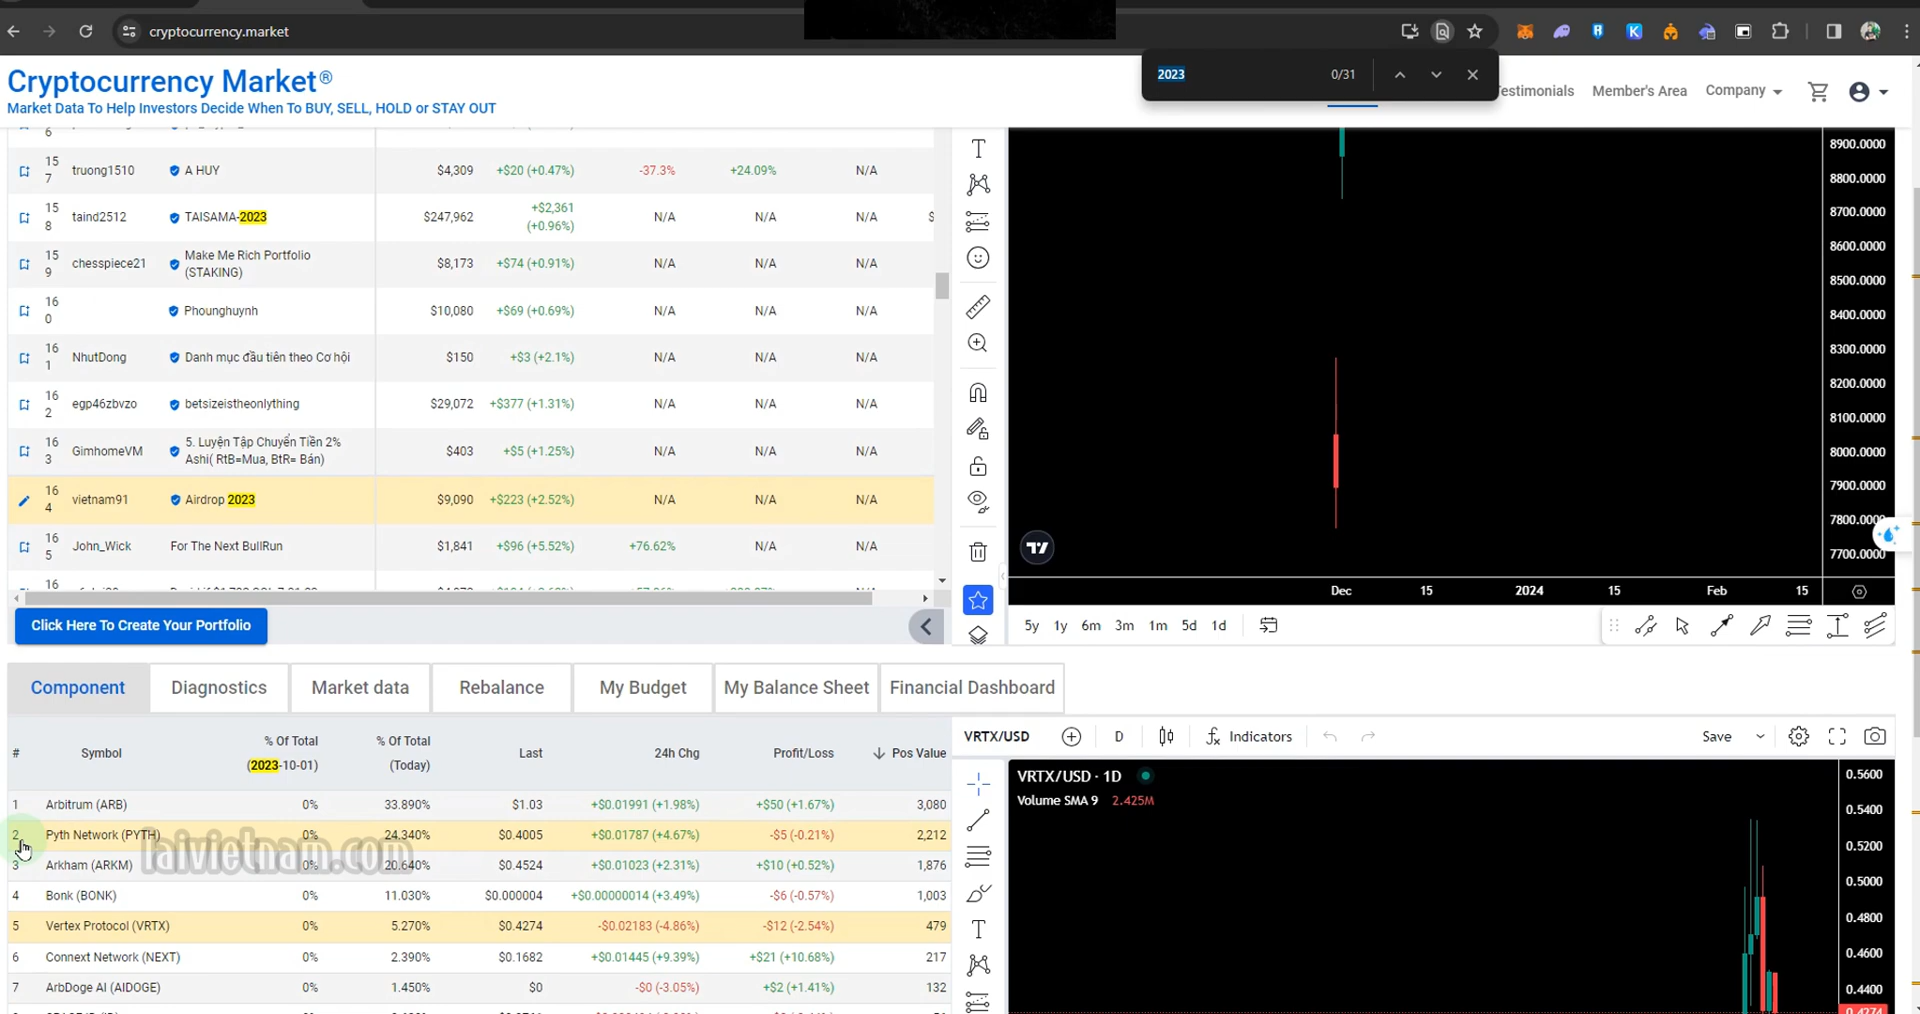 cryptocurrency.market
2023 0/31
Cryptocurrency Market®
Market Data To Help Investors Decide When To BUY, SELL, HOLD or STAY OUT
Testimonials Member's Area Company
6
157 truong1510 A HUY $4,309 +$20 (+0.47%) -37.3% +24.09% N/A
158 taind2512 TAISAMA-2023 $247,962 +$2,361 (+0.96%) N/A N/A N/A $
159 chesspiece21 Make Me Rich Portfolio (STAKING) $8,173 +$74 (+0.91%) N/A N/A N/A
160 Phounghuynh $10,080 +$69 (+0.69%) N/A N/A N/A
161 NhutDong Danh mục đầu tiên theo Cơ hội $150 +$3 (+2.1%) N/A N/A N/A
162 egp46zbvzo betsizeistheonlything $29,072 +$377 (+1.31%) N/A N/A N/A
163 GimhomeVM 5. Luyện Tập Chuyển Tiền 2% Ashi( RtB=Mua, BtR= Bán) $403 +$5 (+1.25%) N/A N/A N/A
164 vietnam91 Airdrop 2023 $9,090 +$223 (+2.52%) N/A N/A N/A
165 John_Wick For The Next BullRun $1,841 +$96 (+5.52%) +76.62% N/A N/A
16
Click Here To Create Your Portfolio
8900.0000
8800.0000
8700.0000
8600.0000
8500.0000
8400.0000
8300.0000
8200.0000
8100.0000
8000.0000
7900.0000
7800.0000
7700.0000
Dec 15 2024 15 Feb 15
5y 1y 6m 3m 1m 5d 1d
Component Diagnostics Market data Rebalance My Budget My Balance Sheet Financial Dashboard
# Symbol % Of Total (2023-10-01) % Of Total (Today) Last 24h Chg Profit/Loss Pos Value
1 Arbitrum (ARB) 0% 33.890% $1.03 +$0.01991 (+1.98%) +$50 (+1.67%) 3,080
2 Pyth Network (PYTH) 0% 24.340% $0.4005 +$0.01787 (+4.67%) -$5 (-0.21%) 2,212
laivietnam.com
3 Arkham (ARKM) 0% 20.640% $0.4524 +$0.01023 (+2.31%) +$10 (+0.52%) 1,876
4 Bonk (BONK) 0% 11.030% $0.000004 +$0.00000014 (+3.49%) -$6 (-0.57%) 1,003
5 Vertex Protocol (VRTX) 0% 5.270% $0.4274 -$0.02183 (-4.86%) -$12 (-2.54%) 479
6 Connext Network (NEXT) 0% 2.390% $0.1682 +$0.01445 (+9.39%) +$21 (+10.68%) 217
7 ArbDoge AI (AIDOGE) 0% 1.450% $0 -$0 (-3.05%) +$2 (+1.41%) 132
VRTX/USD D Indicators Save
VRTX/USD · 1D
Volume SMA 9 2.425M
0.5600
0.5400
0.5200
0.5000
0.4800
0.4600
0.4400
0.4274